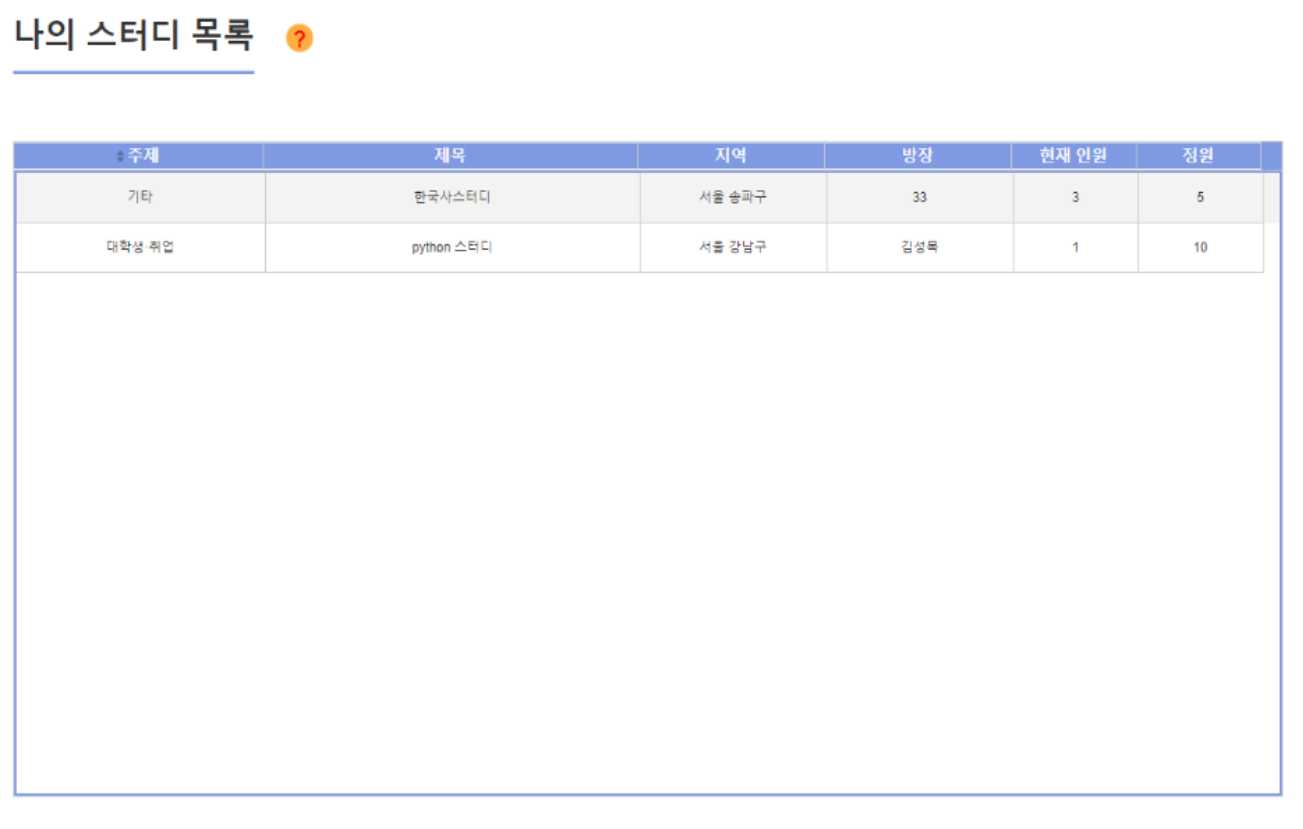 나의 스터디 목록 ?
주제 제목 지역 방장 현재 인원 정원
기타 한국사스터디 서울 송파구 33 3 5
대학생·취업 python 스터디 서울 강남구 김성목 1 10